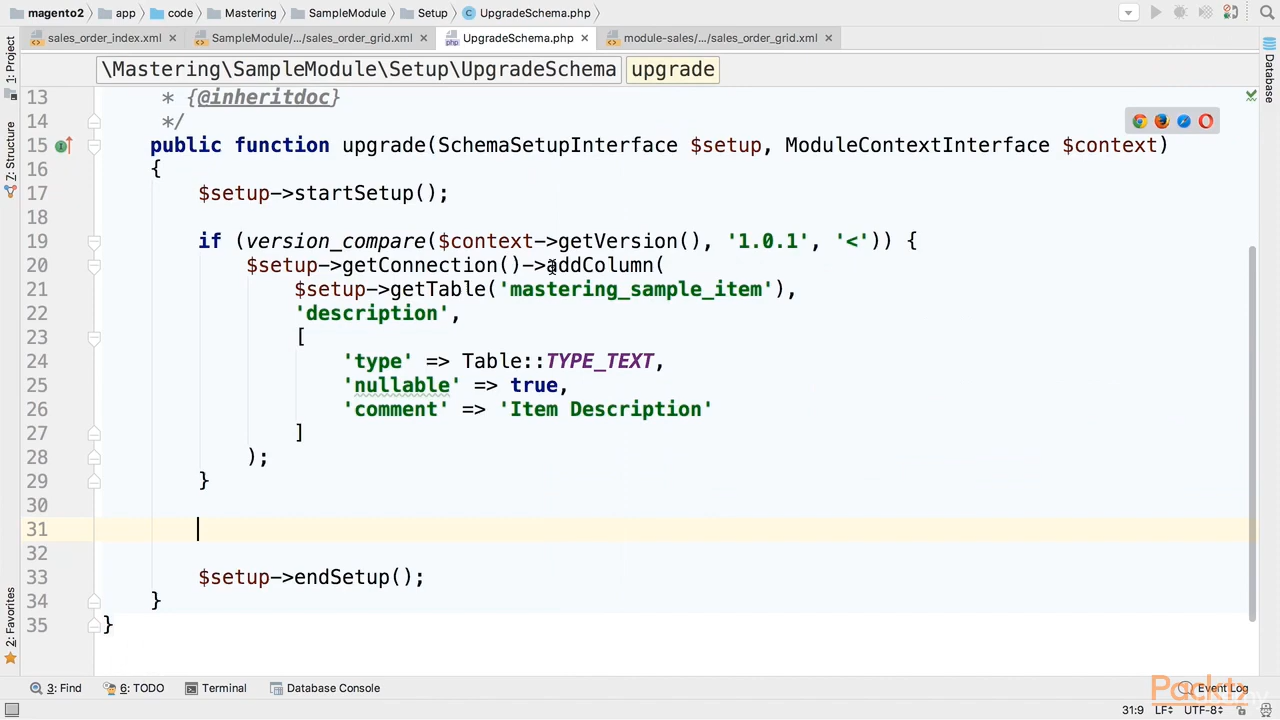 magento2 app code Mastering SampleModule Setup UpgradeSchema.php
sales_order_index.xml SampleModule/.../sales_order_grid.xml UpgradeSchema.php module-sales/.../sales_order_grid.xml
\Mastering\SampleModule\Setup\UpgradeSchema upgrade
1: Project
7: Structure
2: Favorites
Database
13 * {@inheritdoc}
14 */
15 public function upgrade(SchemaSetupInterface $setup, ModuleContextInterface $context)
16 {
17 $setup->startSetup();
18
19 if (version_compare($context->getVersion(), '1.0.1', '<')) {
20 $setup->getConnection()->addColumn(
21 $setup->getTable('mastering_sample_item'),
22 'description',
23 [
24 'type' => Table::TYPE_TEXT,
25 'nullable' => true,
26 'comment' => 'Item Description'
27 ]
28 );
29 }
30
31
32
33 $setup->endSetup();
34 }
35 }
3: Find 6: TODO Terminal Database Console Event Log
31:9 LF÷ UTF-8÷